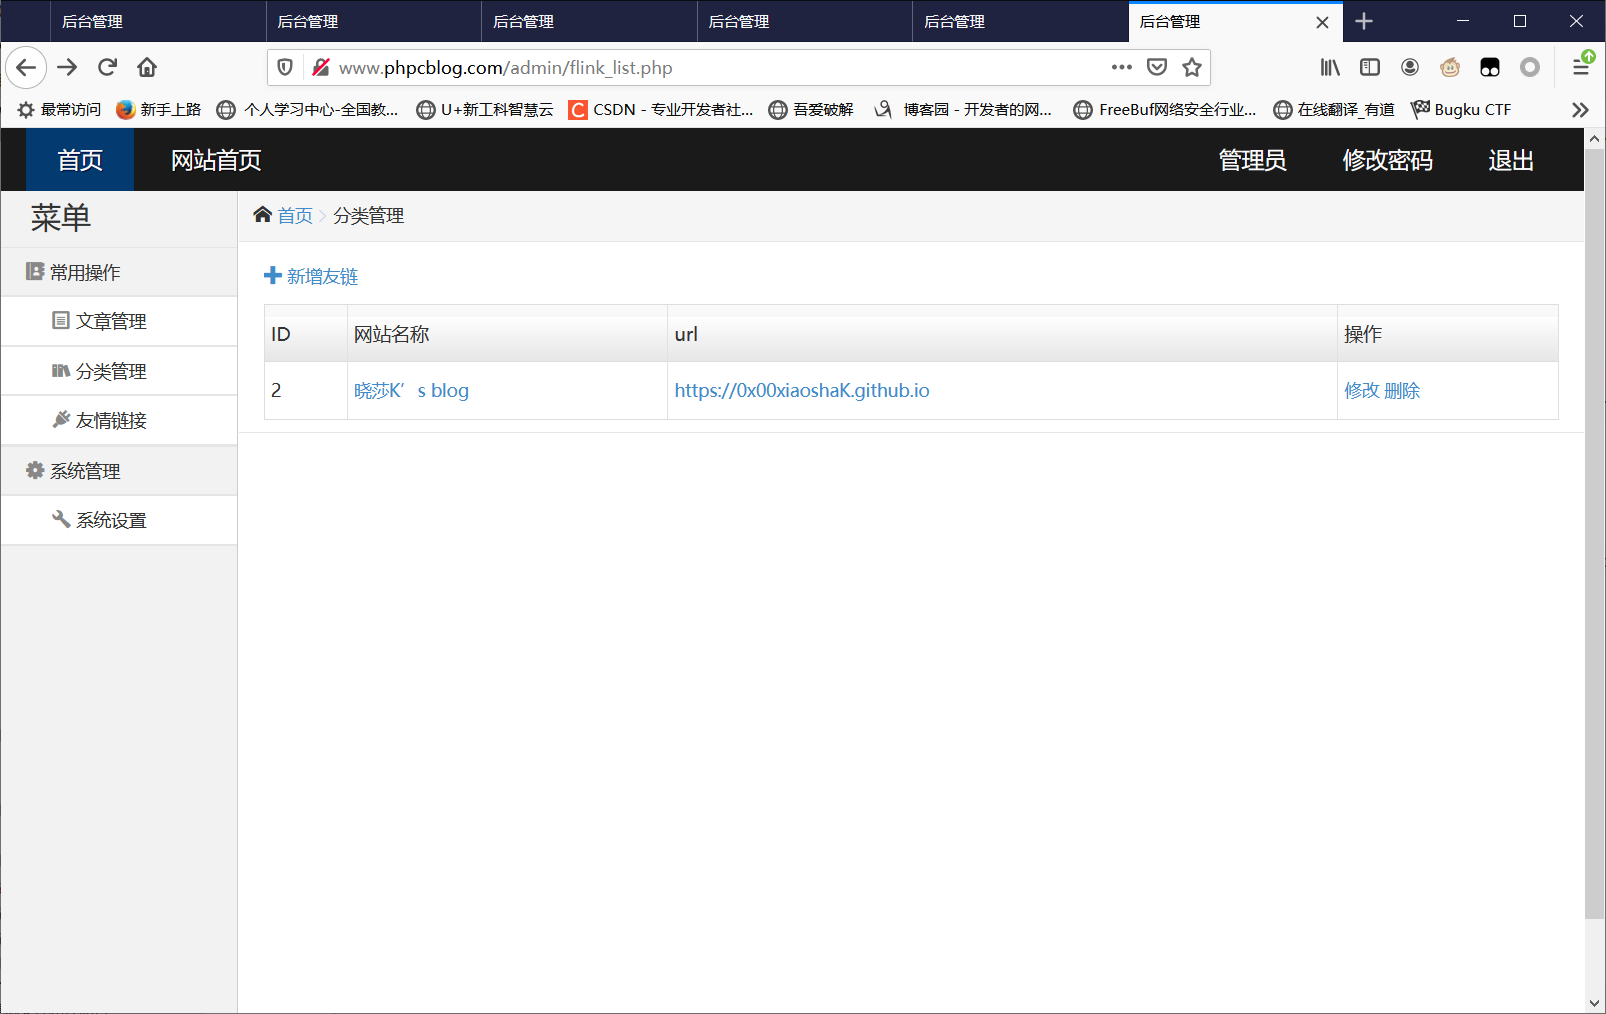 后台管理 后台管理 后台管理 后台管理 后台管理 后台管理
www.phpcblog.com/admin/flink_list.php
最常访问 新手上路 个人学习中心-全国教... U+新工科智慧云 CSDN - 专业开发者社... 吾爱破解 博客园 - 开发者的网... FreeBuf网络安全行业... 在线翻译_有道 Bugku CTF
首页 网站首页 管理员 修改密码 退出
菜单
首页 分类管理
常用操作
新增友链
文章管理
ID 网站名称 url 操作
分类管理
2 晓莎K’s blog https://0x00xiaoshaK.github.io 修改 删除
友情链接
系统管理
系统设置